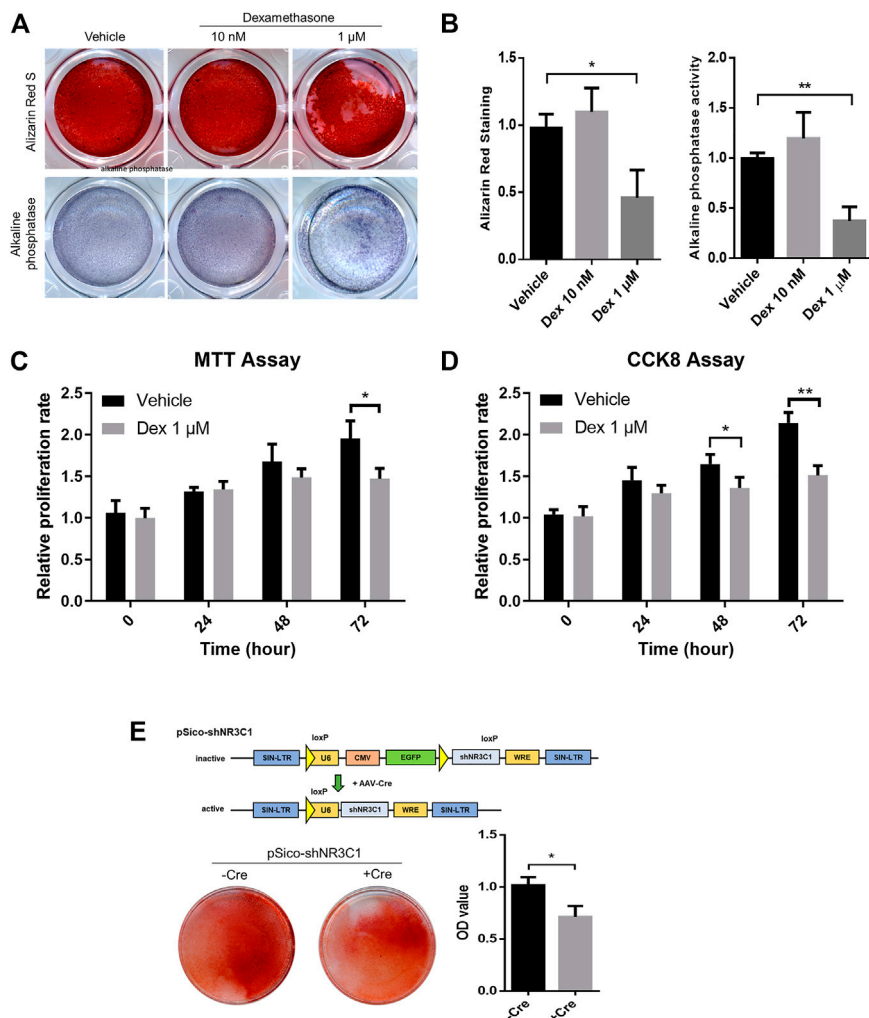 A
Dexamethasone
Vehicle
10 nM
1 µM
Alizarin Red S
alkaline phosphatase
Alkaline
phosphatase
B
Alizarin Red Staining
1.5
1.0
0.5
0.0
*
Vehicle
Dex 10 nM
Dex 1 µM
Alkaline phosphatase activity
2.0
1.5
1.0
0.5
0.0
**
Vehicle
Dex 10 nM
Dex 1 µM
C
MTT Assay
Relative proliferation rate
2.5
2.0
1.5
1.0
0.5
0.0
Vehicle
Dex 1 µM
*
0
24
48
72
Time (hour)
D
CCK8 Assay
Relative proliferation rate
2.5
2.0
1.5
1.0
0.5
0.0
Vehicle
Dex 1 µM
*
**
0
24
48
72
Time (hour)
E
pSico-shNR3C1
loxP
loxP
inactive
SIN-LTR
U6
CMV
EGFP
shNR3C1
WRE
SIN-LTR
+ AAV-Cre
loxP
active
SIN-LTR
U6
shNR3C1
WRE
SIN-LTR
pSico-shNR3C1
-Cre
+Cre
OD value
1.5
1.0
0.5
0.0
*
-Cre
+Cre